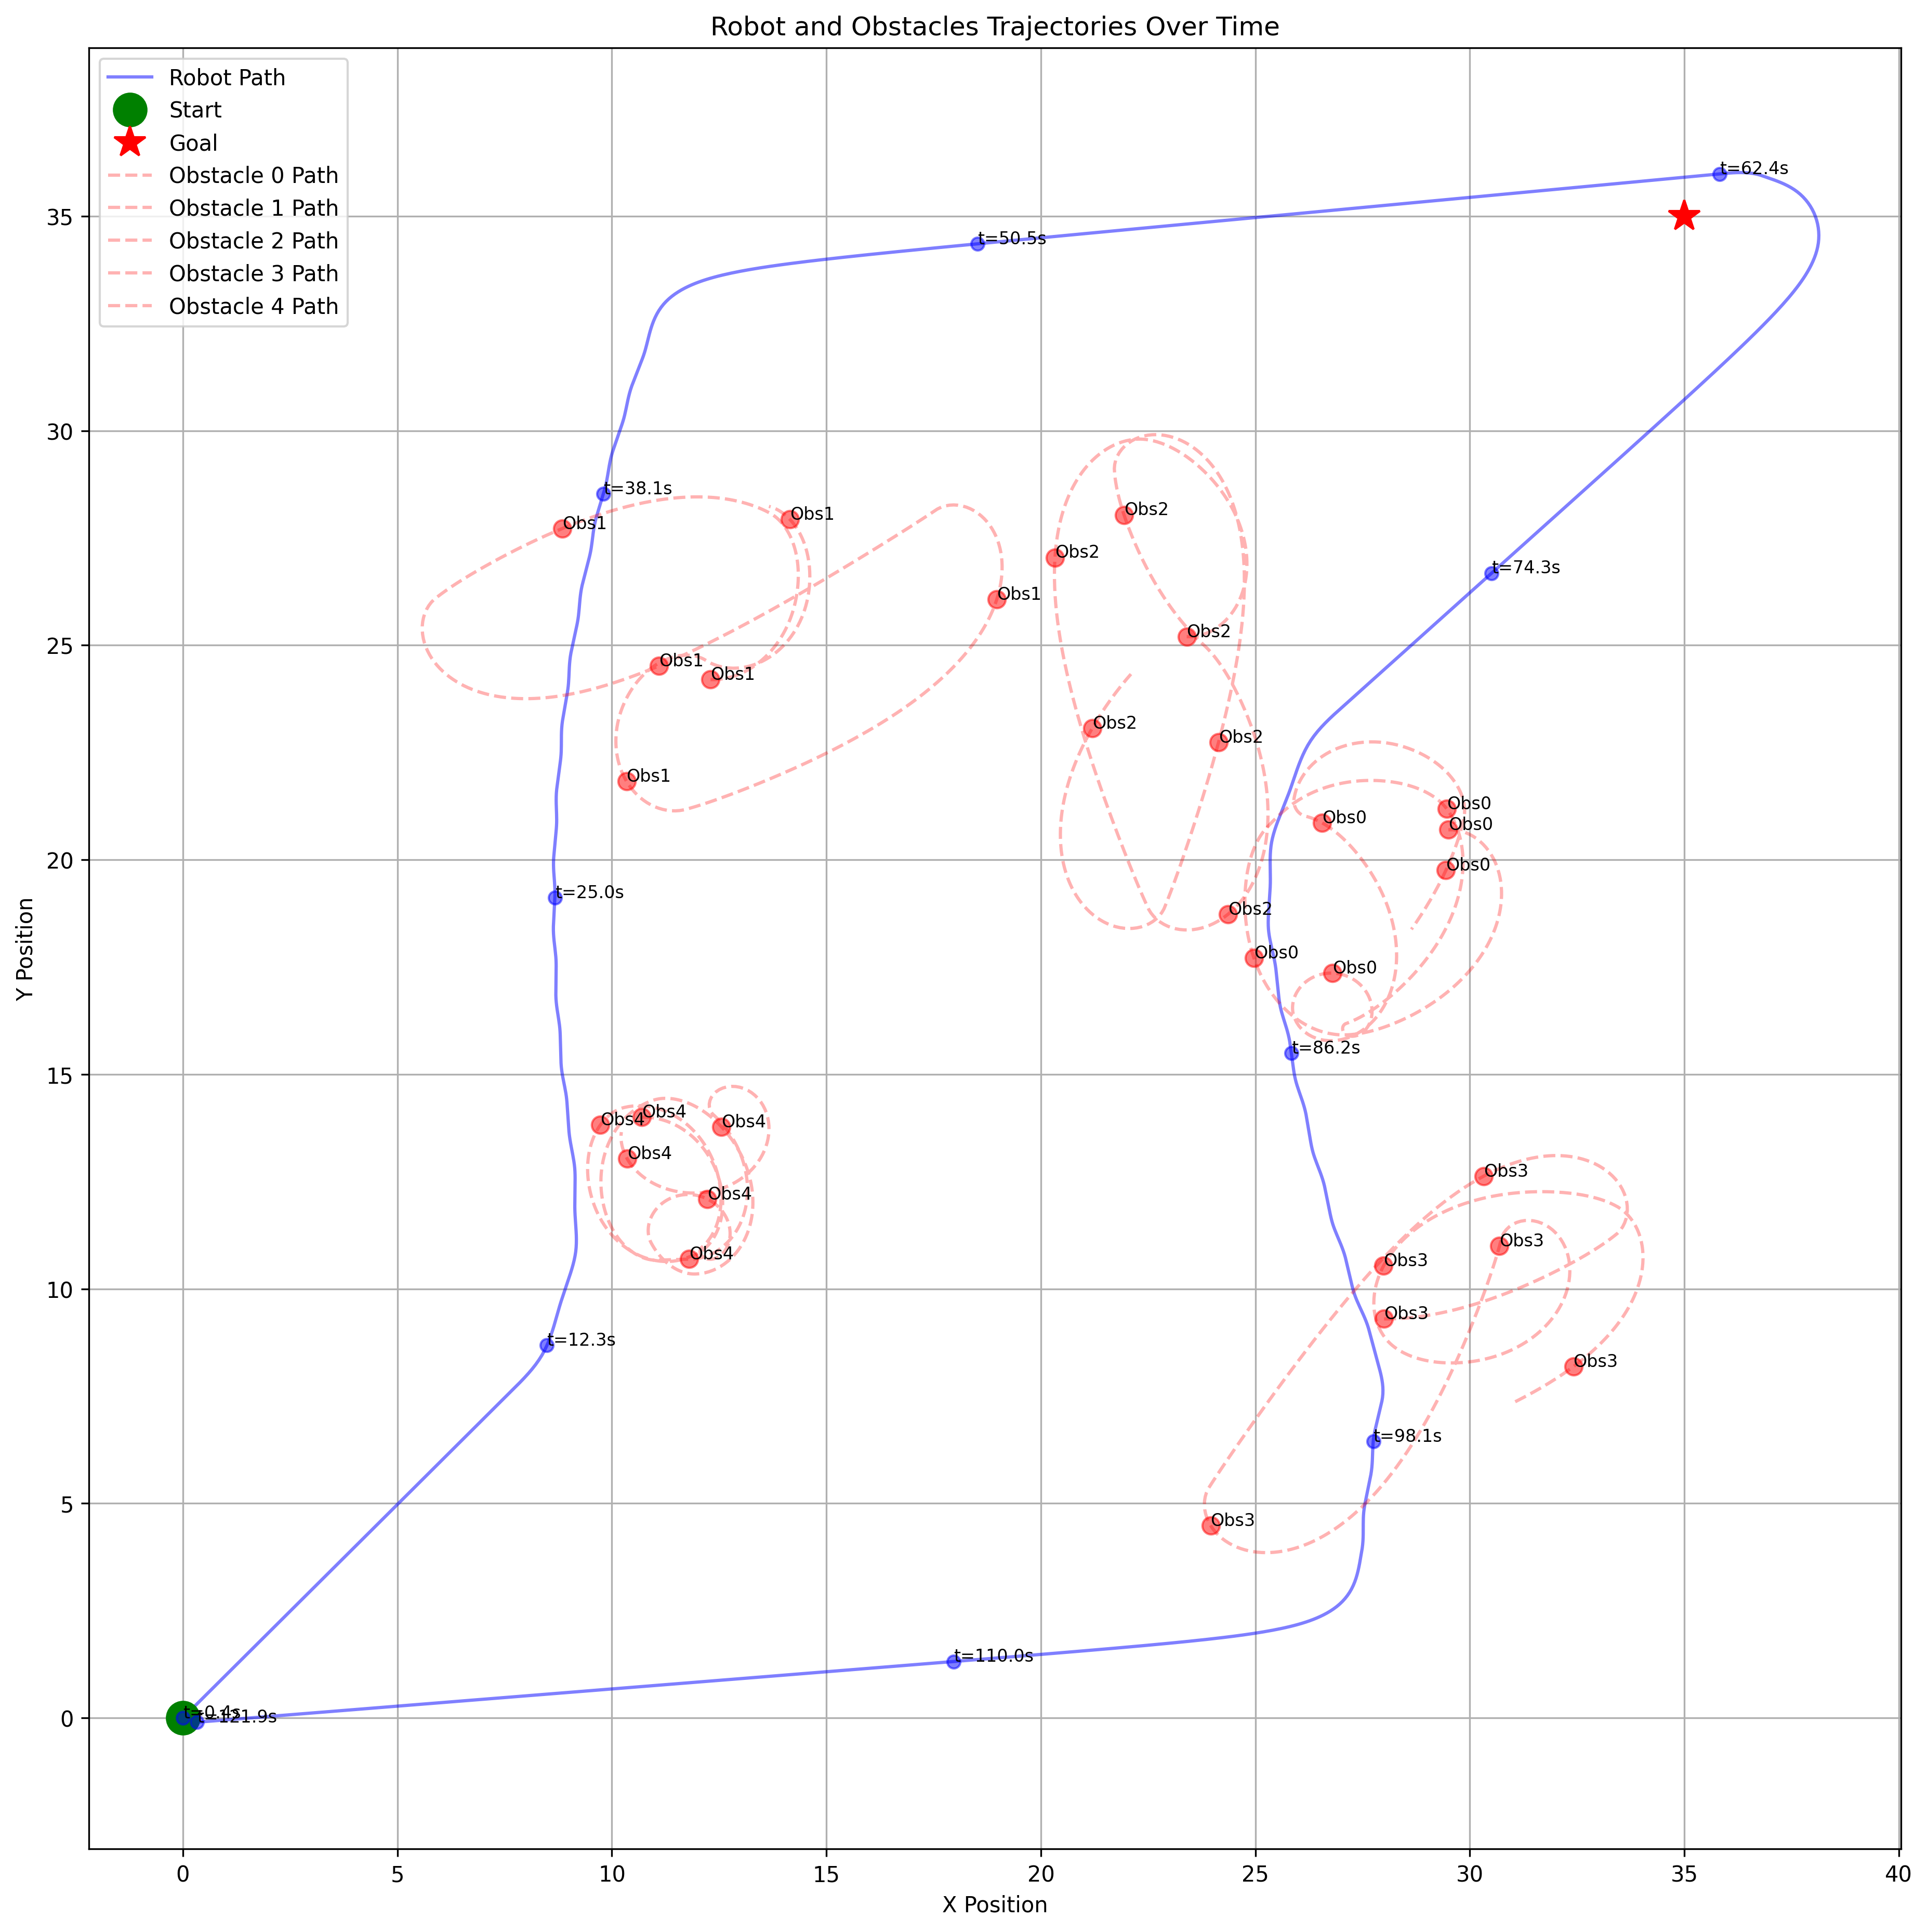 Robot and Obstacles Trajectories Over Time
Robot Path
Start
Goal
Obstacle 0 Path
Obstacle 1 Path
Obstacle 2 Path
Obstacle 3 Path
Obstacle 4 Path
t=62.4s
t=50.5s
t=38.1s
Obs1
Obs1
Obs2
Obs2
t=74.3s
Obs1
Obs2
Obs1
Obs1
Obs2
Obs2
Obs1
Obs0
Obs0
Obs0
Obs0
t=25.0s
Obs2
Obs0
Obs0
t=86.2s
Obs4
Obs4
Obs4
Obs4
Obs4
Obs4
Obs3
Obs3
Obs3
Obs3
Obs3
t=12.3s
t=98.1s
Obs3
t=110.0s
t=0.4s
t=121.9s
35
30
25
20
15
10
5
0
Y Position
0 5 10 15 20 25 30 35 40
X Position